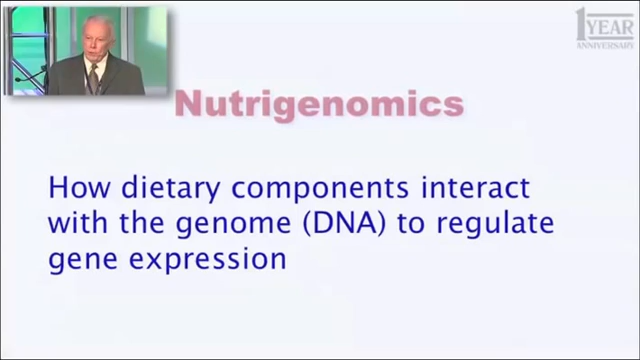 1 YEAR
ANNIVERSARY
Nutrigenomics
How dietary components interact
with the genome (DNA) to regulate
gene expression